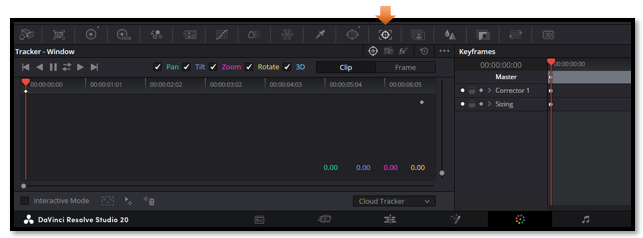 Tracker - Window
Keyframes
Pan Tilt Zoom Rotate 3D Clip Frame
00:00:00:00
Master
00:00:00:00
00:00:00:00 00:00:01:01 00:00:02:02 00:00:03:02 00:00:04:03 00:00:05:04 00:00:06:05
Corrector 1
Sizing
0.00 0.00 0.00 0.00
Interactive Mode
Cloud Tracker
DaVinci Resolve Studio 20